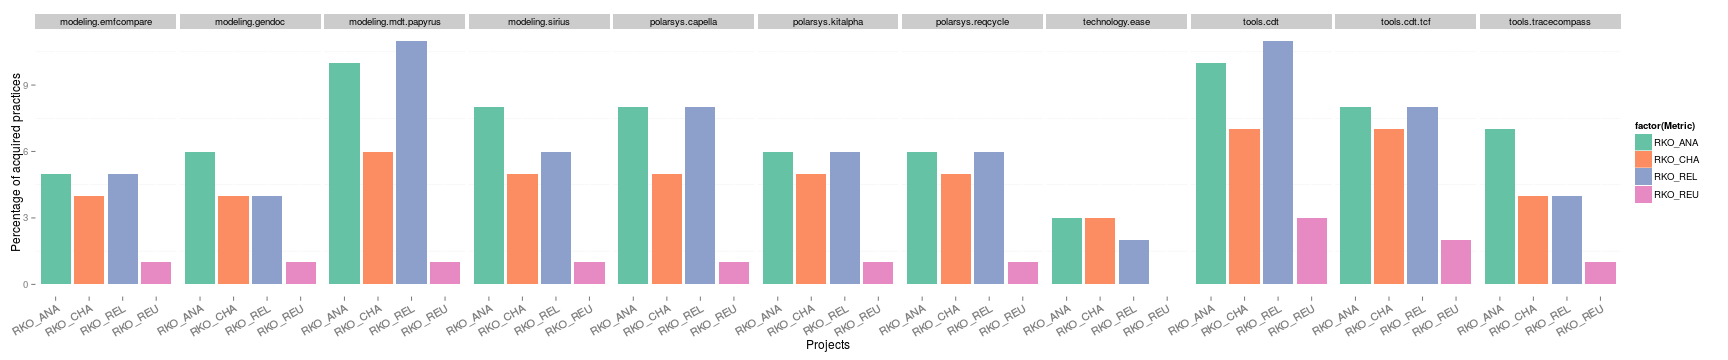 modeling.emfcompare modeling.gendoc modeling.mdt.papyrus modeling.sirius polarsys.capella polarsys.kitalpha polarsys.reqcycle technology.ease tools.cdt tools.cdt.tcf tools.tracecompass
Percentage of acquired practices
9
6
3
0
RKO_ANA RKO_CHA RKO_REL RKO_REU RKO_ANA RKO_CHA RKO_REL RKO_REU RKO_ANA RKO_CHA RKO_REL RKO_REU RKO_ANA RKO_CHA RKO_REL RKO_REU RKO_ANA RKO_CHA RKO_REL RKO_REU RKO_ANA RKO_CHA RKO_REL RKO_REU RKO_ANA RKO_CHA RKO_REL RKO_REU RKO_ANA RKO_CHA RKO_REL RKO_REU RKO_ANA RKO_CHA RKO_REL RKO_REU RKO_ANA RKO_CHA RKO_REL RKO_REU RKO_ANA RKO_CHA RKO_REL RKO_REU
Projects
factor(Metric)
RKO_ANA
RKO_CHA
RKO_REL
RKO_REU